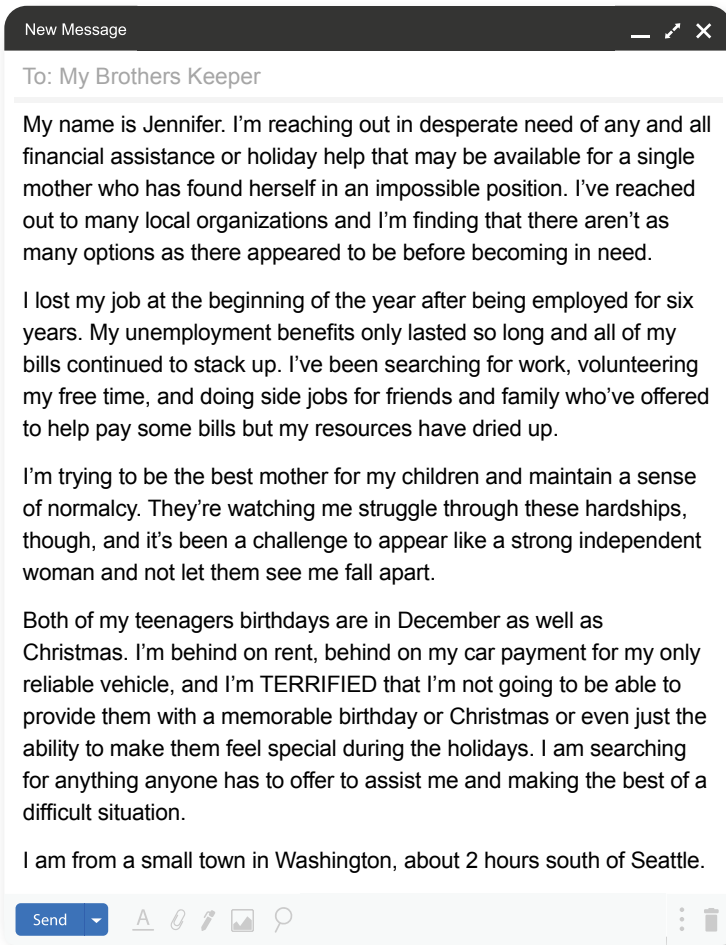 New Message
To: My Brothers Keeper
My name is Jennifer. I’m reaching out in desperate need of any and all
financial assistance or holiday help that may be available for a single
mother who has found herself in an impossible position. I’ve reached
out to many local organizations and I’m finding that there aren’t as
many options as there appeared to be before becoming in need.
I lost my job at the beginning of the year after being employed for six
years. My unemployment benefits only lasted so long and all of my
bills continued to stack up. I’ve been searching for work, volunteering
my free time, and doing side jobs for friends and family who’ve offered
to help pay some bills but my resources have dried up.
I’m trying to be the best mother for my children and maintain a sense
of normalcy. They’re watching me struggle through these hardships,
though, and it’s been a challenge to appear like a strong independent
woman and not let them see me fall apart.
Both of my teenagers birthdays are in December as well as
Christmas. I’m behind on rent, behind on my car payment for my only
reliable vehicle, and I’m TERRIFIED that I’m not going to be able to
provide them with a memorable birthday or Christmas or even just the
ability to make them feel special during the holidays. I am searching
for anything anyone has to offer to assist me and making the best of a
difficult situation.
I am from a small town in Washington, about 2 hours south of Seattle.
Send A